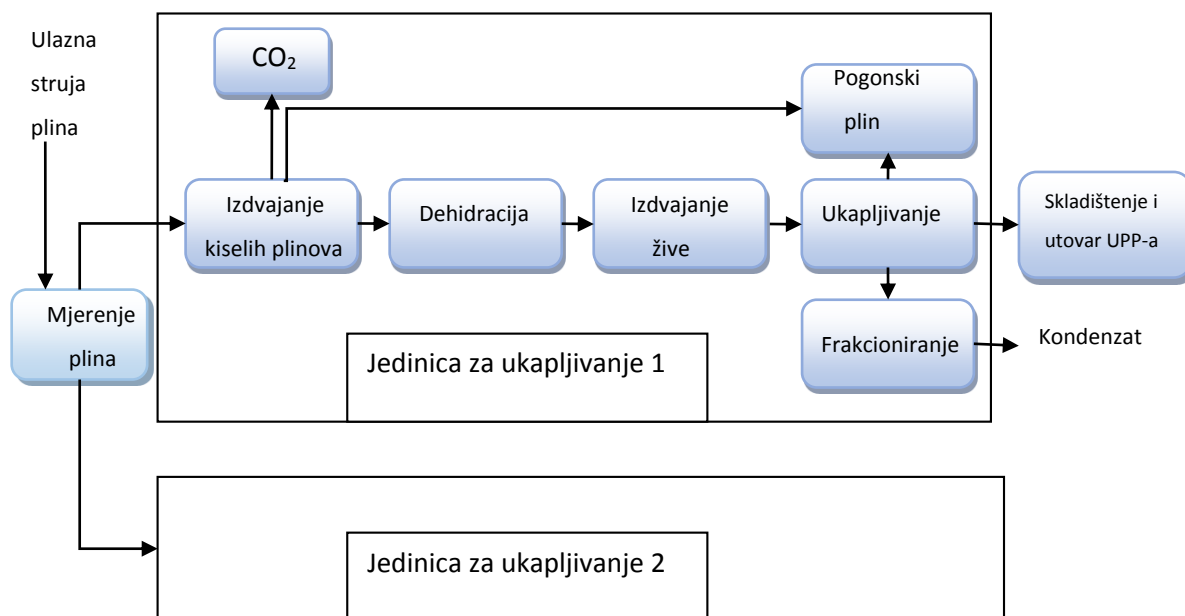 Ulazna
struja
plina
CO₂
Pogonski
plin
Izdvajanje
kiselih plinova
Dehidracija
Izdvajanje
žive
Ukapljivanje
Skladištenje i
utovar UPP-a
Mjerenje
plina
Frakcioniranje
Kondenzat
Jedinica za ukapljivanje 1
Jedinica za ukapljivanje 2